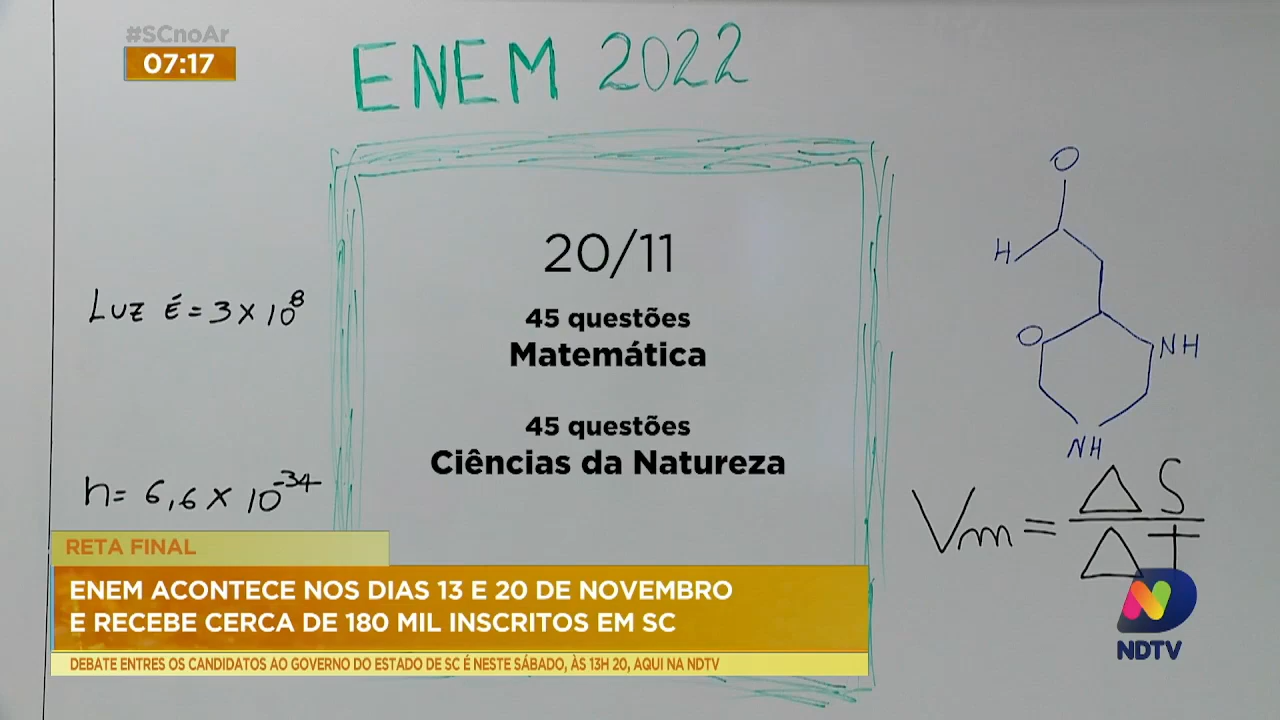 #SCnoAr
07:17
ENEM 2022
20/11
45 questões
Matemática
45 questões
Ciências da Natureza
LUZ É = 3 X 10⁸
h = 6,6 X 10⁻³⁴
O
H
O
NH
NH
Vm = ΔS
ΔT
RETA FINAL
ENEM ACONTECE NOS DIAS 13 E 20 DE NOVEMBRO
E RECEBE CERCA DE 180 MIL INSCRITOS EM SC
DEBATE ENTRES OS CANDIDATOS AO GOVERNO DO ESTADO DE SC É NESTE SÁBADO, ÀS 13H 20, AQUI NA NDTV
NDTV